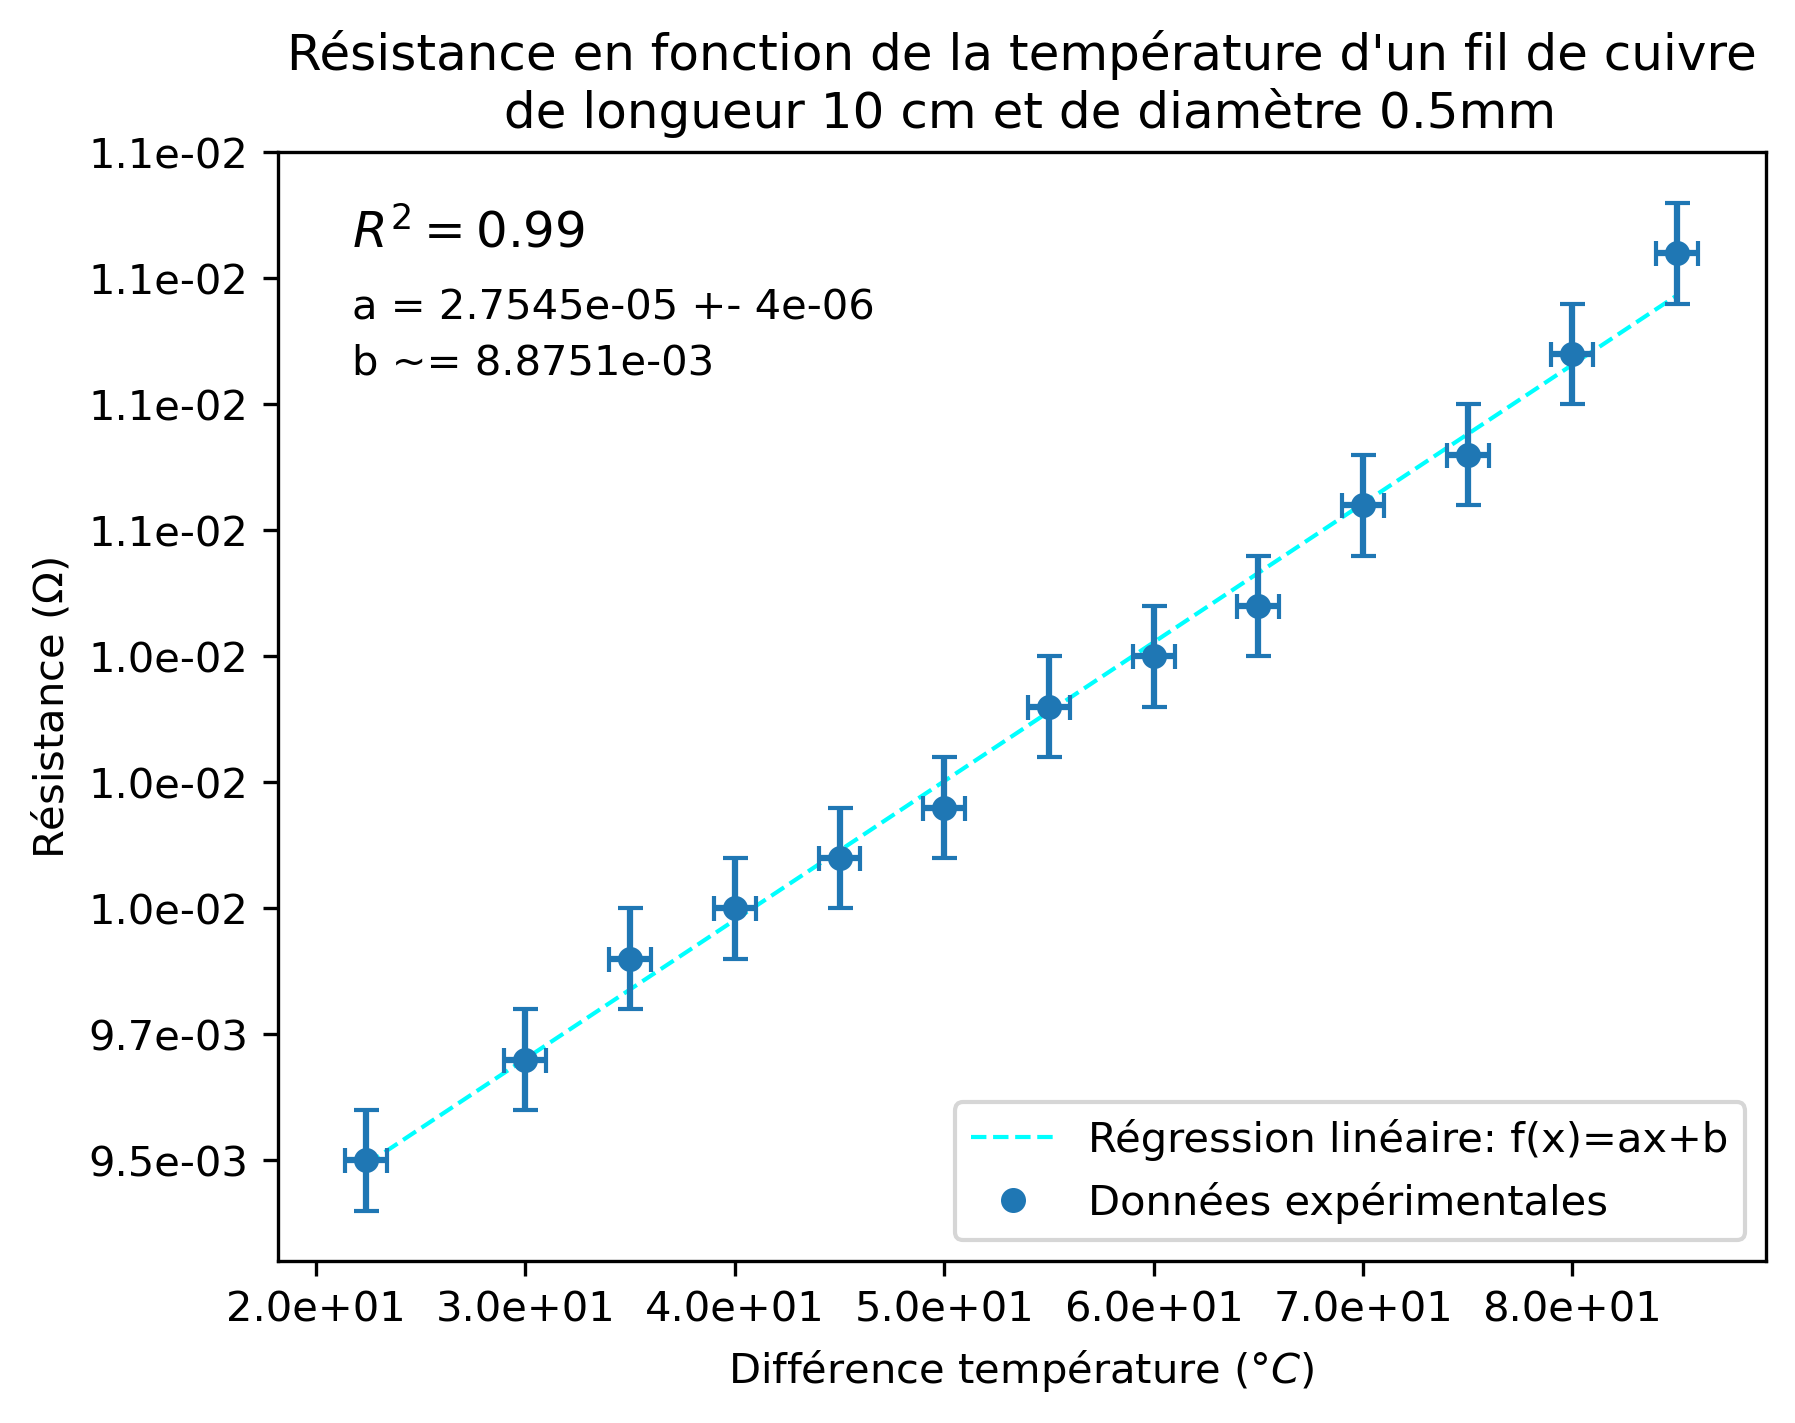 Résistance en fonction de la température d'un fil de cuivre
de longueur 10 cm et de diamètre 0.5mm
1.1e-02
1.1e-02
1.1e-02
1.1e-02
1.0e-02
1.0e-02
1.0e-02
9.7e-03
9.5e-03
Résistance (Ω)
R² = 0.99
a = 2.7545e-05 +- 4e-06
b ~= 8.8751e-03
Régression linéaire: f(x)=ax+b
Données expérimentales
2.0e+01 3.0e+01 4.0e+01 5.0e+01 6.0e+01 7.0e+01 8.0e+01
Différence température (°C)